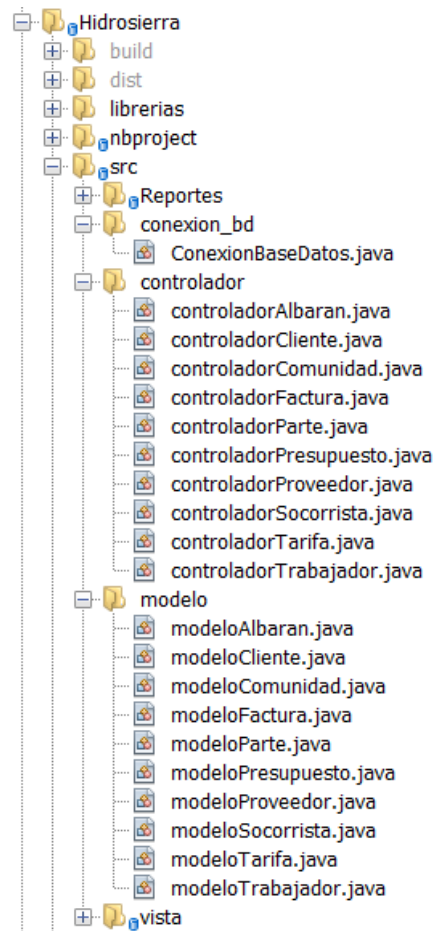 Hidrosierra
build
dist
librerias
nbproject
src
Reportes
conexion_bd
ConexionBaseDatos.java
controlador
controladorAlbaran.java
controladorCliente.java
controladorComunidad.java
controladorFactura.java
controladorParte.java
controladorPresupuesto.java
controladorProveedor.java
controladorSocorrista.java
controladorTarifa.java
controladorTrabajador.java
modelo
modeloAlbaran.java
modeloCliente.java
modeloComunidad.java
modeloFactura.java
modeloParte.java
modeloPresupuesto.java
modeloProveedor.java
modeloSocorrista.java
modeloTarifa.java
modeloTrabajador.java
vista